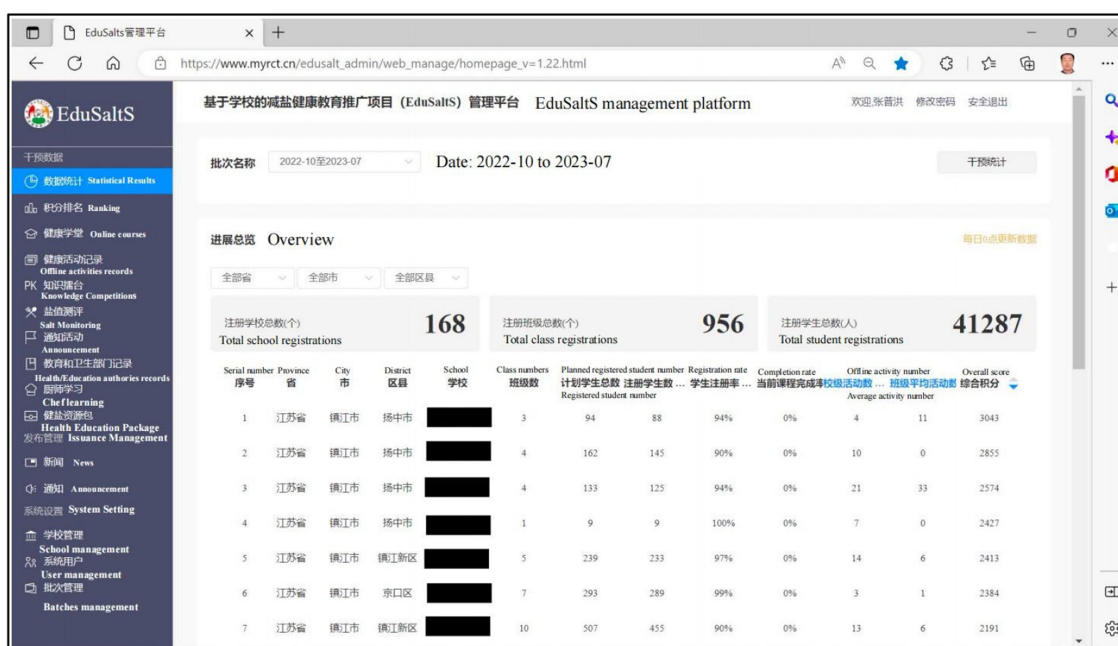 EduSalts管理平台
https://www.myrct.cn/edusalt_admin/web_manage/homepage_v=1.22.html
EduSaltS
基于学校的减盐健康教育推广项目（EduSaltS）管理平台 EduSaltS management platform
欢迎,张普洪 修改密码 安全退出
干预数据
数据统计 Statistical Results
积分排名 Ranking
健康学堂 Online courses
健康活动记录
Offline activities records
PK 知识擂台
Knowledge Competitions
盐值测评
Salt Monitoring
通知活动
Announcement
教育和卫生部门记录
Health/Education authories records
厨师学习
Chef learning
健盐资源包
Health Education Package
发布管理 Issuance Management
新闻 News
通知 Announcement
系统设置 System Setting
学校管理
School management
系统用户
User management
批次管理
Batches management
批次名称 2022-10至2023-07 Date: 2022-10 to 2023-07 干预统计
进展总览 Overview 每日0点更新数据
全部省 全部市 全部区县
注册学校总数(个) 168
Total school registrations
注册班级总数(个) 956
Total class registrations
注册学生总数(人) 41287
Total student registrations
Serial number Province City District School Class numbers Planned registered student number Registration rate Completion rate Offline activity number Overall score
序号 省 市 区县 学校 班级数 计划学生总数 注册学生数 ... 学生注册率 ... 当前课程完成率 校级活动数 ... 班级平均活动数 综合积分
Registered student number Average activity number
1 江苏省 镇江市 扬中市 3 94 88 94% 0% 4 11 3043
2 江苏省 镇江市 扬中市 4 162 145 90% 0% 10 0 2855
3 江苏省 镇江市 扬中市 4 133 125 94% 0% 21 33 2574
4 江苏省 镇江市 扬中市 1 9 9 100% 0% 7 0 2427
5 江苏省 镇江市 镇江新区 5 239 233 97% 0% 14 6 2413
6 江苏省 镇江市 京口区 7 293 289 99% 0% 3 1 2384
7 江苏省 镇江市 镇江新区 10 507 455 90% 0% 13 6 2191